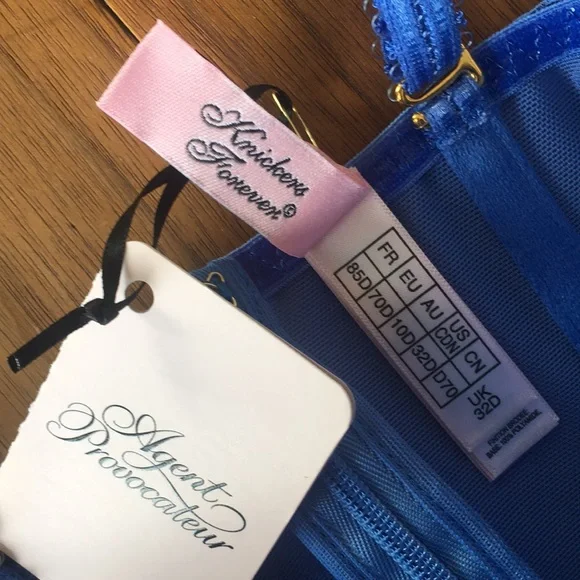 Knickers
Forever©
FR EU AU US CDN CN
85D 70D 10D 32D D70
UK
32D
Agent
Provocateur